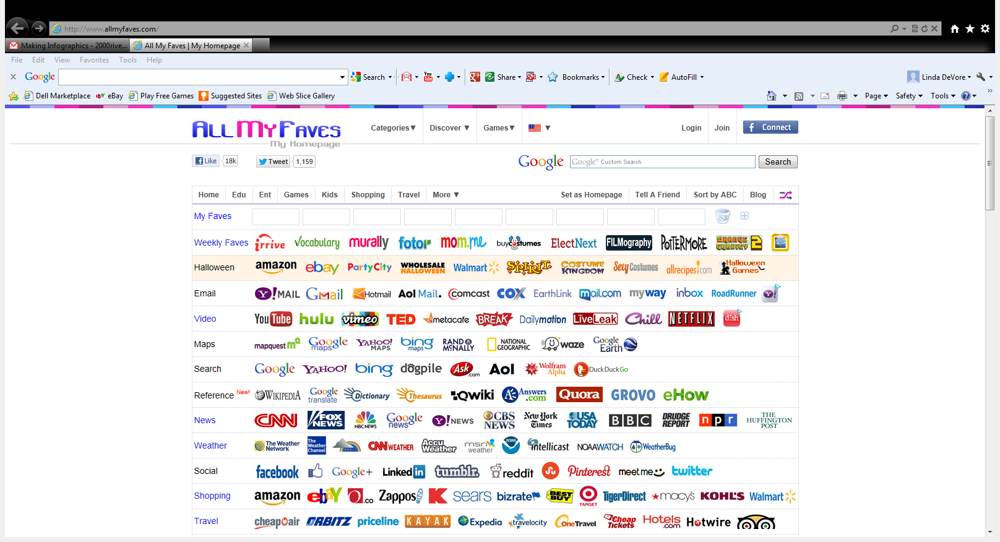 http://www.allmyfaves.com/
Making Infographics - 2000rive... All My Faves | My Homepage
File Edit View Favorites Tools Help
x Google Search Share Bookmarks Check AutoFill Linda DeVore
Dell Marketplace eBay Play Free Games Suggested Sites Web Slice Gallery Page Safety Tools
ALL MY FAVES Categories Discover Games Login Join f Connect
My Homepage
Like 18k Tweet 1,159 Google Google™ Custom Search Search
Home Edu Ent Games Kids Shopping Travel More Set as Homepage Tell A Friend Sort by ABC Blog
My Faves
Weekly Faves irrive vocabulary murally fotor mom.me buycostumes ElectNext FILMography POTTERMORE ORANGE GRAVITY 2
Halloween amazon ebay PartyCity WHOLESALE HALLOWEEN Walmart SPIRIT COSTUME KINGDOM SexyCostumes allrecipes.com Halloween Games
Email Y!MAIL Gmail Hotmail Aol Mail. comcast COX EarthLink mail.com myway inbox RoadRunner Y!
Video YouTube hulu vimeo TED metacafe BREAK Dailymotion LiveLeak Chill NETFLIX dish
Maps mapquest mq Google maps YAHOO! MAPS bing maps RAND MCNALLY NATIONAL GEOGRAPHIC waze Google Earth
Search Google YAHOO! bing dogpile Ask.com Aol WolframAlpha DuckDuckGo
Reference New! WIKIPEDIA Google translate Dictionary Thesaurus Qwiki A Answers.com Quora GROVO eHow
News CNN FOX NEWS NBC NEWS Google news Y! NEWS CBS NEWS New York Times USA TODAY BBC DRUDGE REPORT npr THE HUFFINGTON POST
Weather The Weather Network The Weather Channel CNN WEATHER AccuWeather msn weather NOAA Intellicast NOAAWATCH WeatherBug
Social facebook Google+ LinkedIn tumblr. reddit Pinterest meetme twitter
Shopping amazon ebay O.co Zappos K sears bizrate BEST BUY TARGET TigerDirect macy's KOHL'S Walmart
Travel cheapoair ORBITZ priceline KAYAK Expedia travelocity OneTravel Cheap Tickets Hotels.com Hotwire